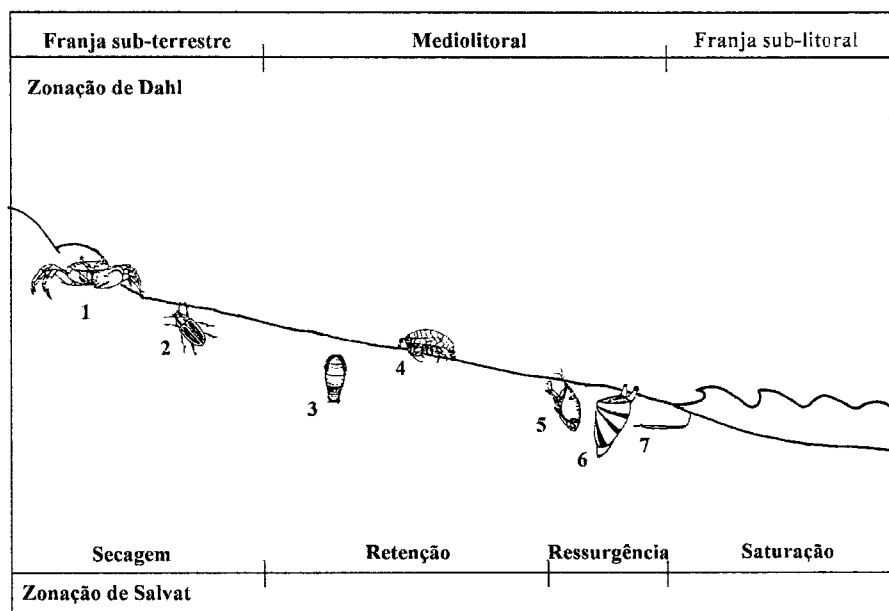 Franja sub-terrestre Mediolitoral Franja sub-litoral
Zonação de Dahl
1
2
3
4
5
6
7
Secagem Retenção Ressurgência Saturação
Zonação de Salvat